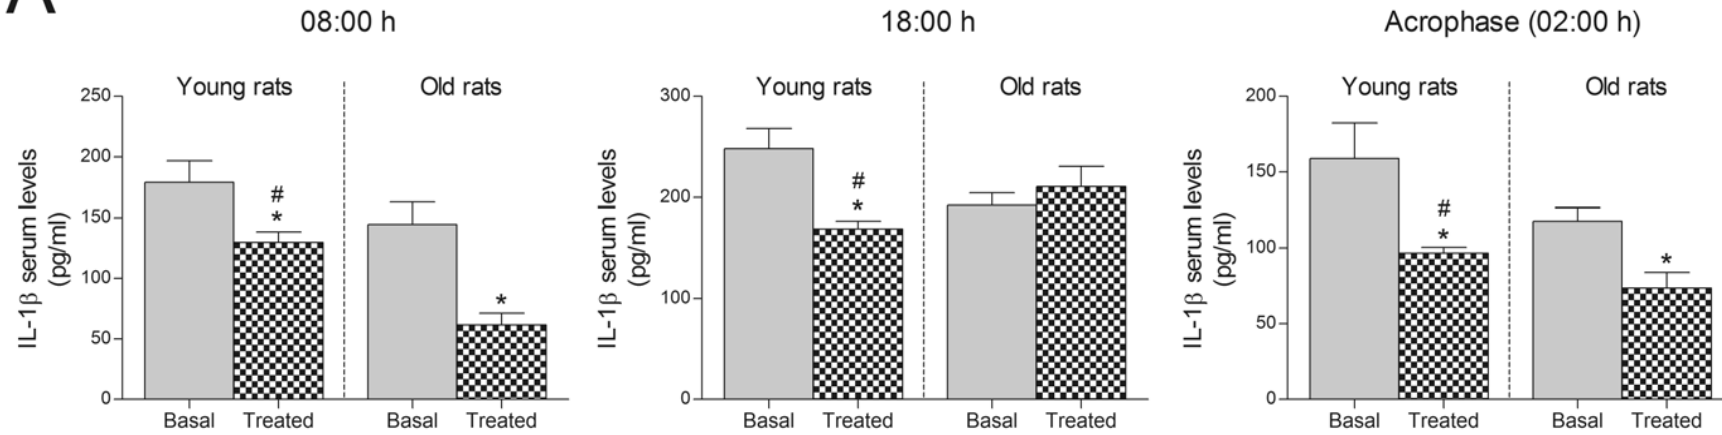 A
08:00 h
Young rats
Old rats
IL-1β serum levels
(pg/ml)
250
200
150
100
50
0
#
*
*
Basal
Treated
Basal
Treated
18:00 h
Young rats
Old rats
IL-1β serum levels
(pg/ml)
300
200
100
0
#
*
Basal
Treated
Basal
Treated
Acrophase (02:00 h)
Young rats
Old rats
IL-1β serum levels
(pg/ml)
200
150
100
50
0
#
*
*
Basal
Treated
Basal
Treated